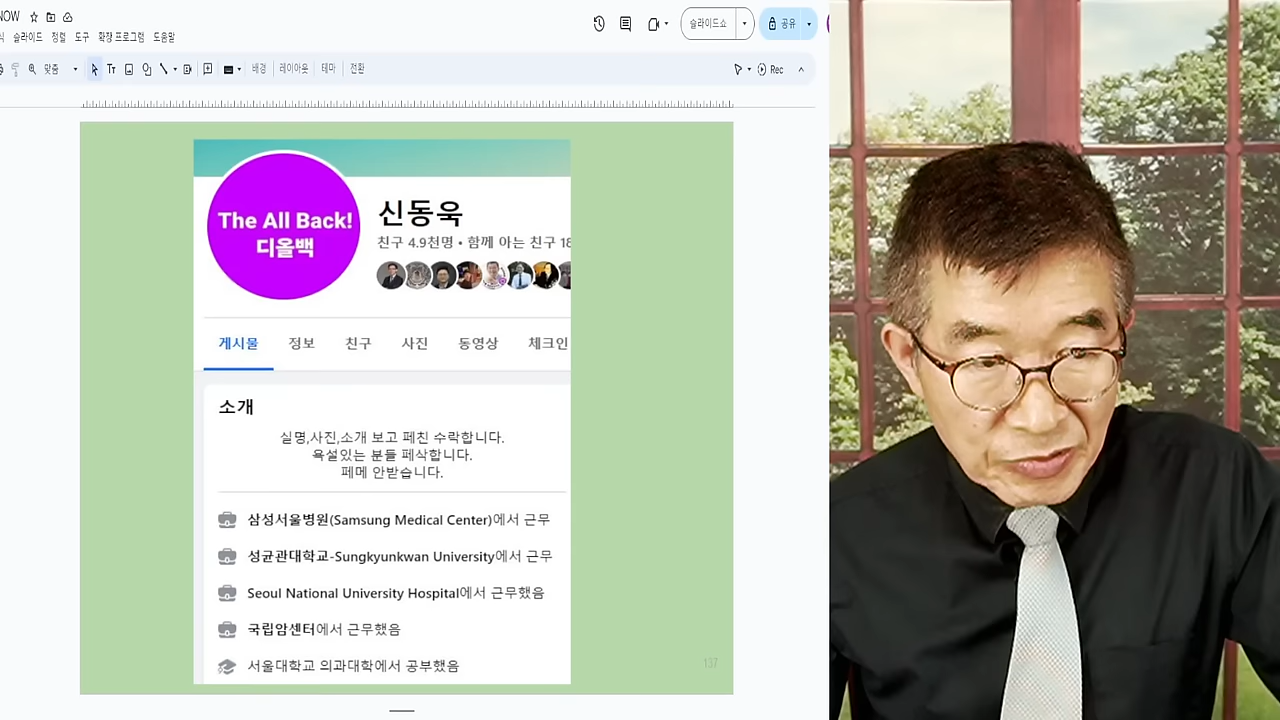 NOW
슬라이드 정렬 도구 확장 프로그램 도움말
슬라이드쇼
공유
맞춤
배경 레이아웃 테마 전환
Rec
The All Back!
디올백
신동욱
친구 4.9천명 • 함께 아는 친구 18
게시물 정보 친구 사진 동영상 체크인
소개
실명,사진,소개 보고 페친 수락합니다.
욕설있는 분들 페삭합니다.
페메 안받습니다.
삼성서울병원(Samsung Medical Center)에서 근무
성균관대학교-Sungkyunkwan University에서 근무
Seoul National University Hospital에서 근무했음
국립암센터에서 근무했음
서울대학교 의과대학에서 공부했음
137